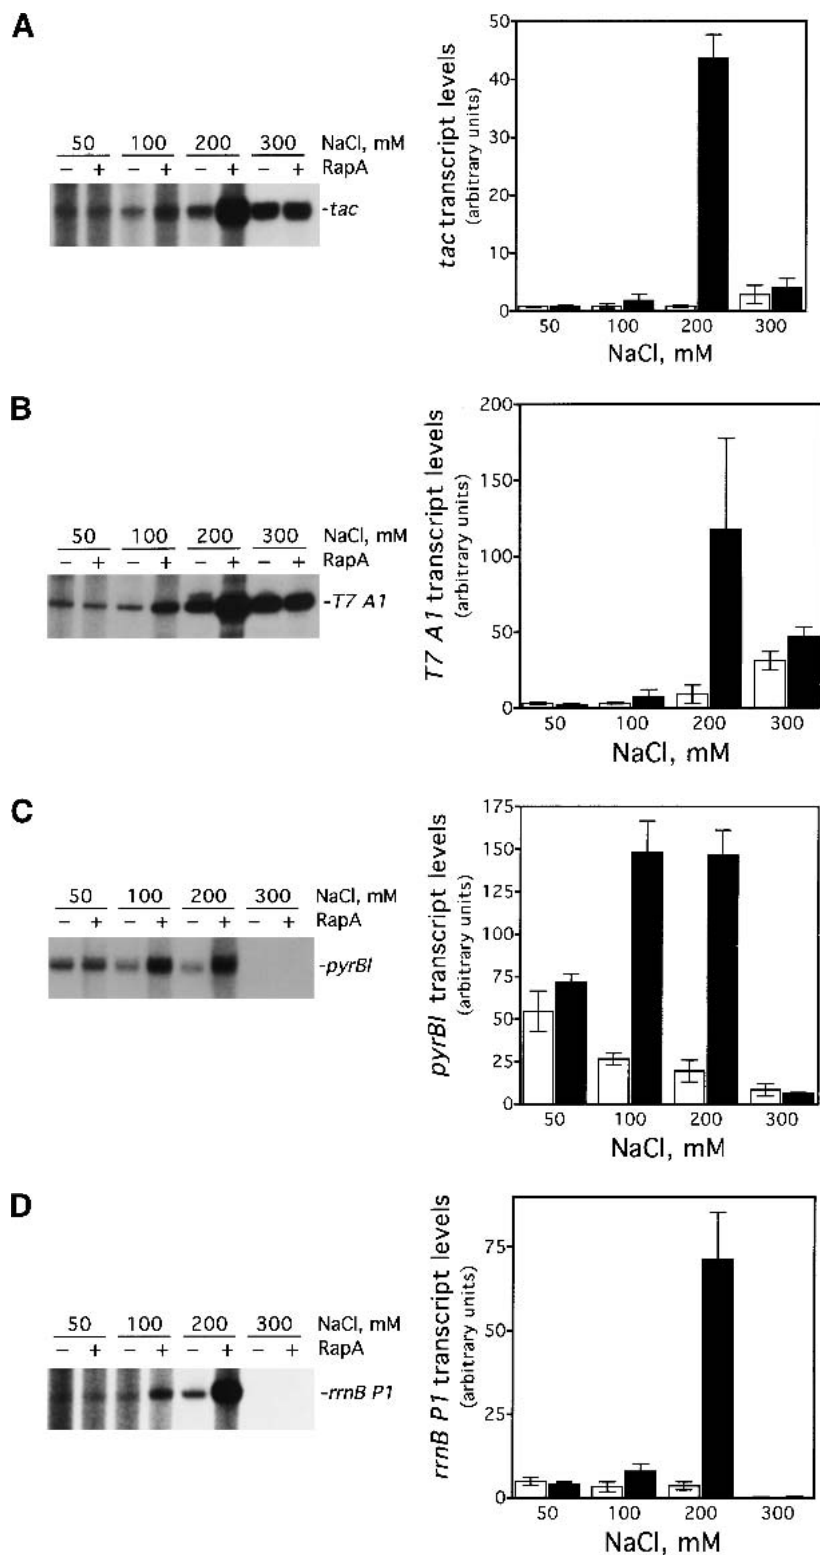 A
50 100 200 300 NaCl, mM
– + – + – + – + RapA
-tac
tac transcript levels
(arbitrary units)
50
40
30
20
10
0
50 100 200 300
NaCl, mM
B
50 100 200 300 NaCl, mM
– + – + – + – + RapA
-T7 A1
T7 A1 transcript levels
(arbitrary units)
200
150
100
50
0
50 100 200 300
NaCl, mM
C
50 100 200 300 NaCl, mM
– + – + – + – + RapA
-pyrBI
pyrBI transcript levels
(arbitrary units)
175
150
125
100
75
50
25
0
50 100 200 300
NaCl, mM
D
50 100 200 300 NaCl, mM
– + – + – + – + RapA
-rrnB P1
rrnB P1 transcript levels
(arbitrary units)
75
50
25
0
50 100 200 300
NaCl, mM